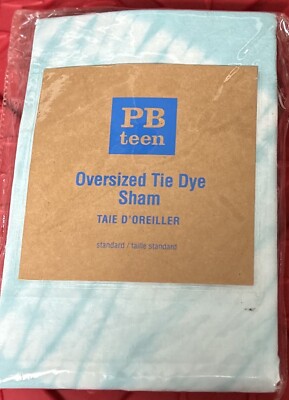 PB
teen
Oversized Tie Dye
Sham
TAIE D'OREILLER
standard / taille standard